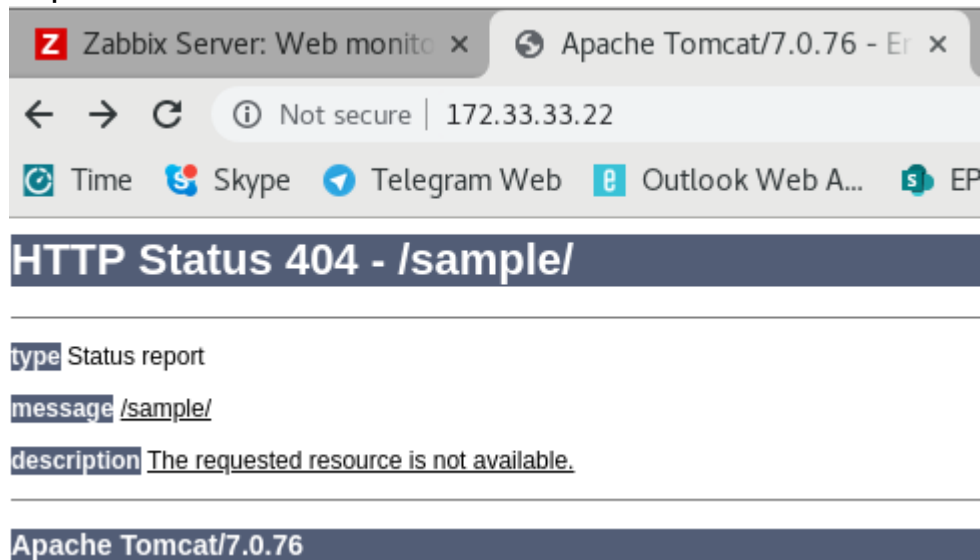 Z Zabbix Server: Web monito × Apache Tomcat/7.0.76 - Er ×
Not secure | 172.33.33.22
Time Skype Telegram Web Outlook Web A... EP
HTTP Status 404 - /sample/
type Status report
message /sample/
description The requested resource is not available.
Apache Tomcat/7.0.76